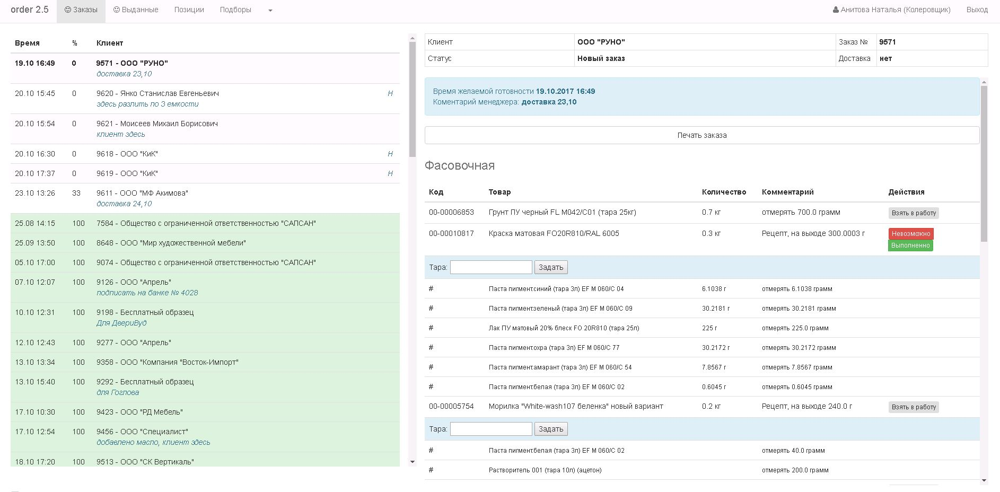 order 2.5 Заказы Выданные Позиции Подборы Анитова Наталья (Колеровщик) Выход
Время % Клиент
19.10 16:49 0 9571 - ООО "РУНО"
доставка 23,10
20.10 15:45 0 9620 - Янко Станислав Евгеньевич Н
здесь разлить по 3 емкости
20.10 15:54 0 9621 - Моисеев Михаил Борисович
клиент здесь
20.10 16:30 0 9618 - ООО "КиК" Н
20.10 17:37 0 9619 - ООО "КиК" Н
23.10 13:26 33 9611 - ООО "МФ Акимова"
доставка 24,10
25.08 14:15 100 7584 - Общество с ограниченной ответственностью "САПСАН"
25.09 13:50 100 8648 - ООО "Мир художественной мебели"
05.10 17:00 100 9074 - Общество с ограниченной ответственностью "САПСАН"
07.10 12:07 100 9126 - ООО "Апрель"
подписать на банке № 4028
10.10 12:31 100 9198 - Бесплатный образец
Для ДвериВуд
12.10 12:43 100 9277 - ООО "Апрель"
13.10 13:34 100 9358 - ООО "Компания "Восток-Импорт"
13.10 15:40 100 9292 - Бесплатный образец
для Гоглова
17.10 10:30 100 9423 - ООО "РД Мебель"
17.10 12:54 100 9456 - ООО "Специалист"
добавлено масло, клиент здесь
18.10 17:20 100 9513 - ООО "СК Вертикаль"
Клиент ООО "РУНО" Заказ № 9571
Статус Новый заказ Доставка нет
Время желаемой готовности 19.10.2017 16:49
Коментарий менеджера: доставка 23,10
Печать заказа
Фасовочная
Код Товар Количество Комментарий Действия
00-00006853 Грунт ПУ черный FL M042/C01 (тара 25кг) 0.7 кг отмерять 700.0 грамм Взять в работу
00-00010817 Краска матовая FO20R810/RAL 6005 0.3 кг Рецепт, на выходе 300.0003 г Невозможно
Выполненно
Тара: Задать
# Паста пигмент.синий (тара 3л) EF M 060/C 04 6.1038 г отмерять 6.1038 грамм
# Паста пигмент.зеленый (тара 3л) EF M 060/C 09 30.2181 г отмерять 30.2181 грамм
# Лак ПУ матовый 20% блеск FO 20R810 (тара 25л) 225 г отмерять 225.0 грамм
# Паста пигмент.охра (тара 3л) EF M 060/C 77 30.2172 г отмерять 30.2172 грамм
# Паста пигмент.амарант (тара 3л) EF M 060/C 54 7.8567 г отмерять 7.8567 грамм
# Паста пигмент.белая (тара 3л) EF M 060/C 02 0.6045 г отмерять 0.6045 грамм
00-00005754 Морилка "White-wash107 беленка" новый вариант 0.2 кг Рецепт, на выходе 240.0 г Взять в работу
Тара: Задать
# Паста пигмент.белая (тара 3л) EF M 060/C 02 отмерять 40.0 грамм
# Растворитель 001 (тара 10л) (ацетон) отмерять 200.0 грамм